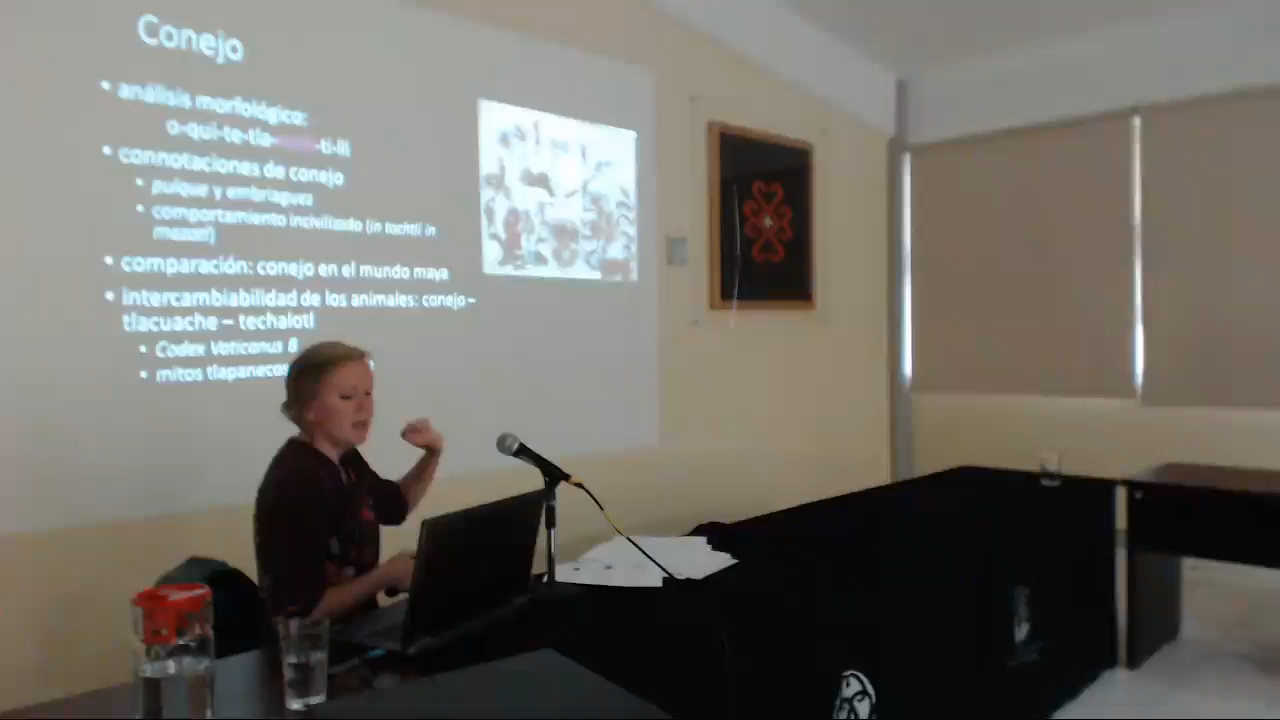 Conejo
• análisis morfológico:
o-qui-te-tla- -ti-lli
• connotaciones de conejo
• pulque y embriaguez
• comportamiento incivilizado (in tochtli in
mazatl)
• comparación: conejo en el mundo maya
• intercambiabilidad de los animales: conejo –
tlacuache – techalotl
• Codex Vaticanus B
• mitos tlapanecos